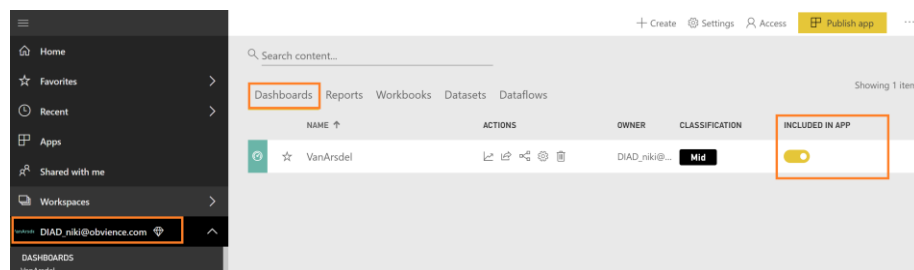 + Create Settings Access Publish app ...
Home
Search content...
Favorites
Showing 1 item
Dashboards Reports Workbooks Datasets Dataflows
Recent
NAME ↑ ACTIONS OWNER CLASSIFICATION INCLUDED IN APP
Apps
VanArsdel DIAD_niki@... Mid
Shared with me
Workspaces
DIAD_niki@obvience.com
DASHBOARDS